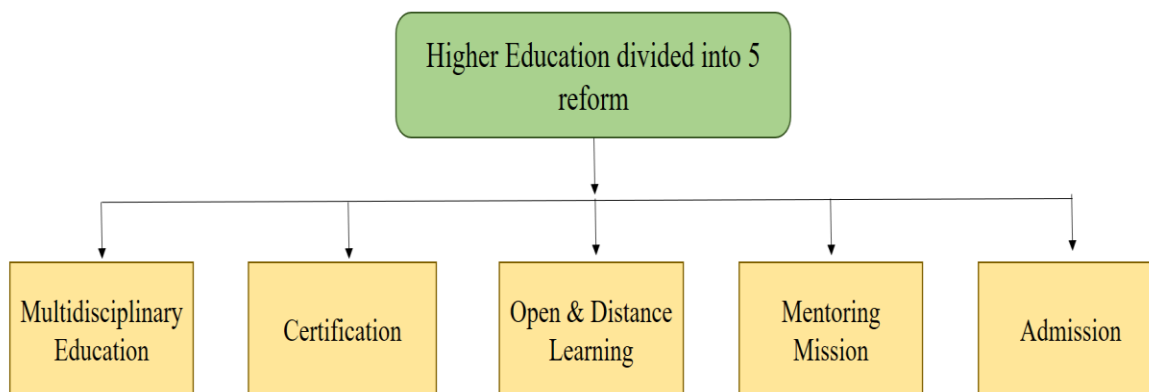 Higher Education divided into 5
reform
Multidisciplinary
Education
Certification
Open & Distance
Learning
Mentoring
Mission
Admission